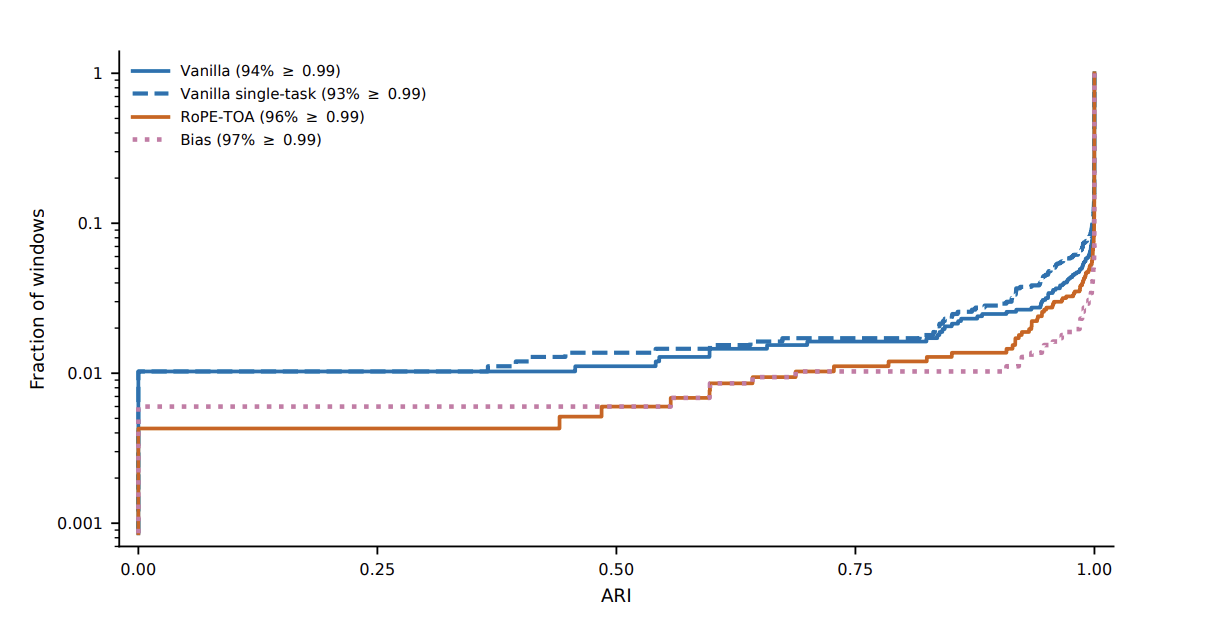 Vanilla (94% ≥ 0.99)
Vanilla single-task (93% ≥ 0.99)
RoPE-TOA (96% ≥ 0.99)
Bias (97% ≥ 0.99)
Fraction of windows
1
0.1
0.01
0.001
0.00 0.25 0.50 0.75 1.00
ARI